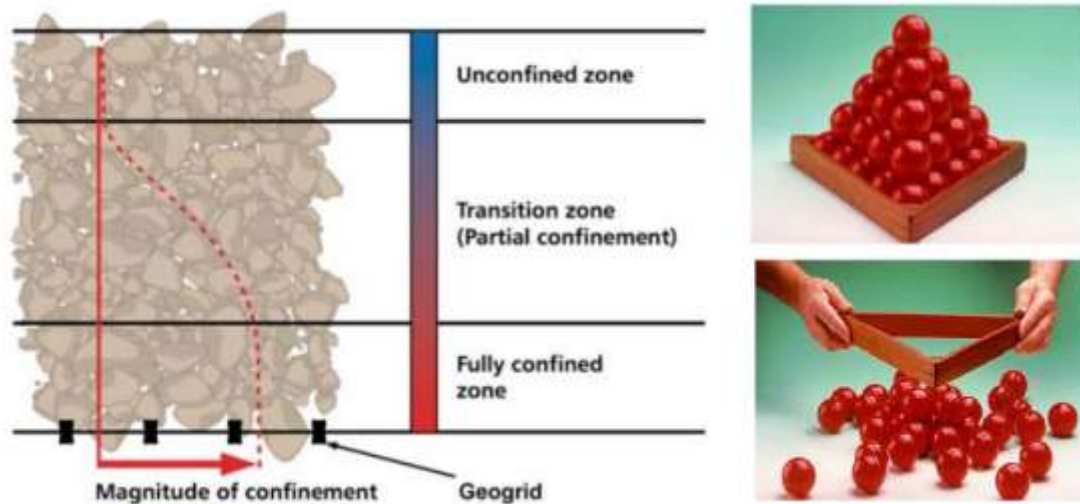 Unconfined zone
Transition zone
(Partial confinement)
Fully confined
zone
Magnitude of confinement
Geogrid